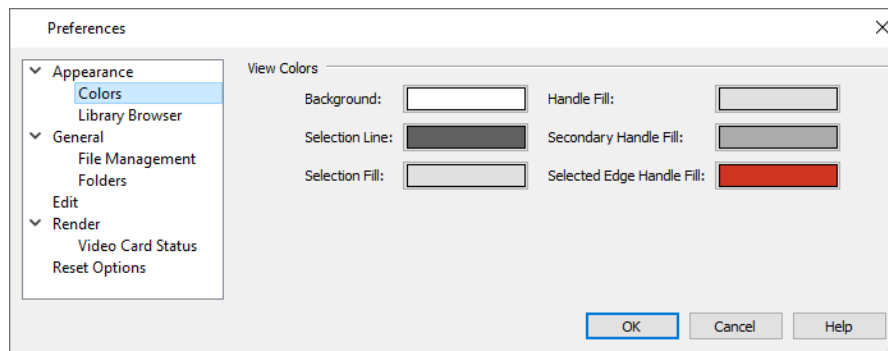 Preferences
Appearance
Colors
Library Browser
General
File Management
Folders
Edit
Render
Video Card Status
Reset Options
View Colors
Background:
Handle Fill:
Selection Line:
Secondary Handle Fill:
Selection Fill:
Selected Edge Handle Fill:
OK
Cancel
Help